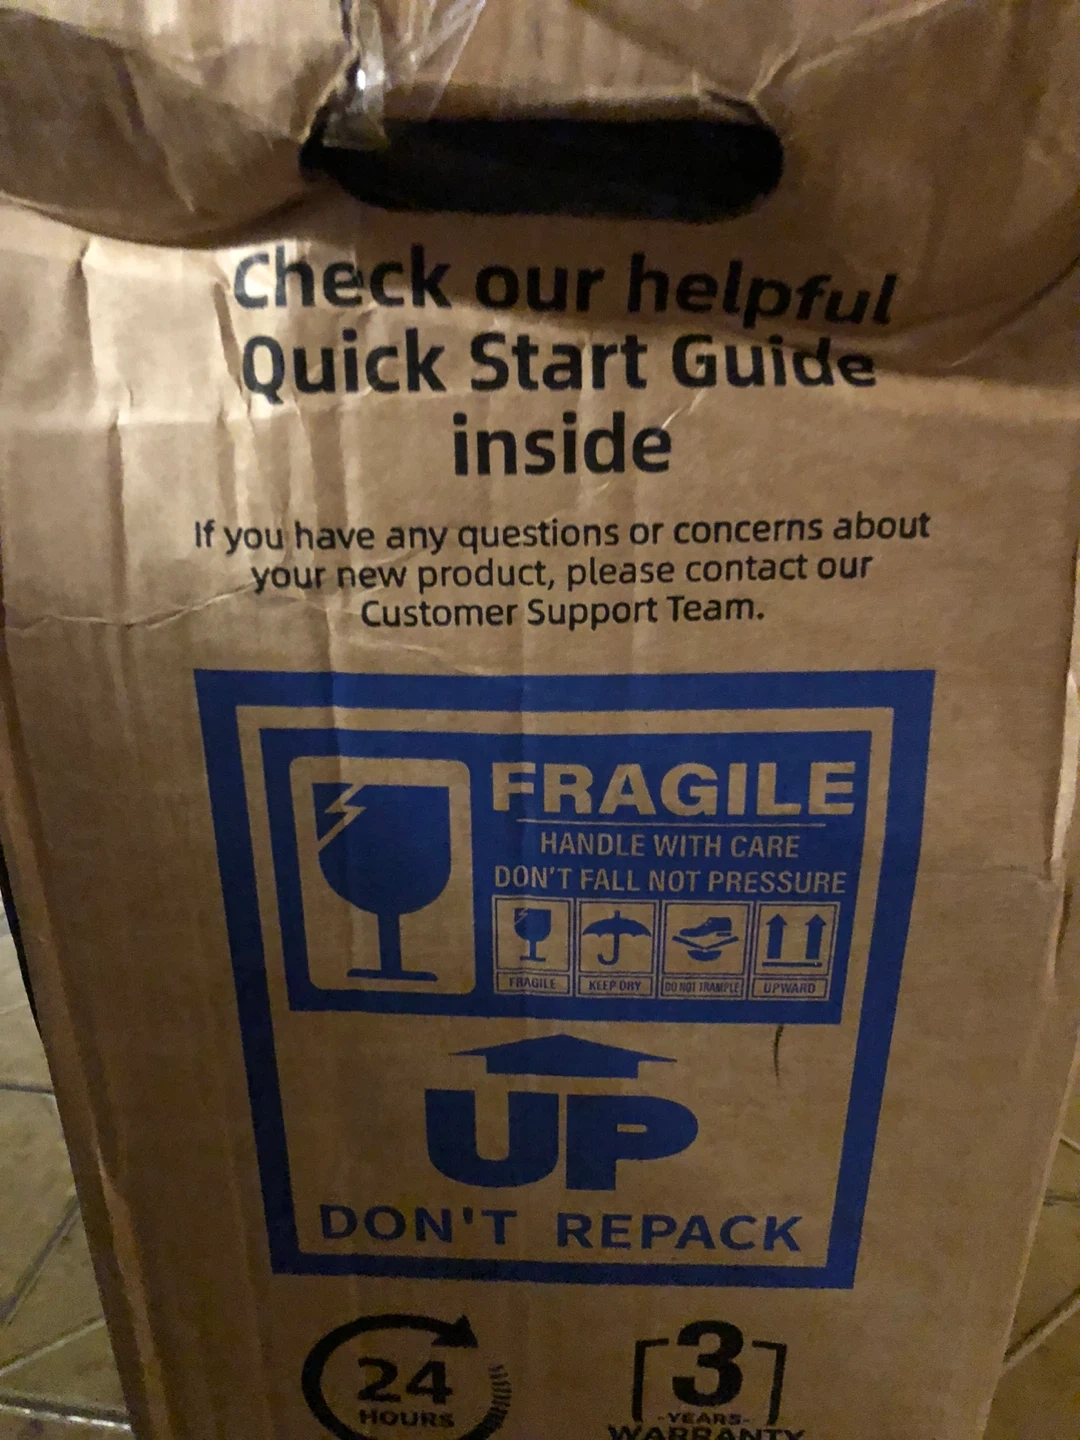 Check our helpful
Quick Start Guide
inside
If you have any questions or concerns about
your new product, please contact our
Customer Support Team.
FRAGILE
HANDLE WITH CARE
DON'T FALL NOT PRESSURE
FRAGILE KEEP DRY DO NOT TRAMPLE UPWARD
UP
DON'T REPACK
24
HOURS
3
-YEARS-
WARRANTY